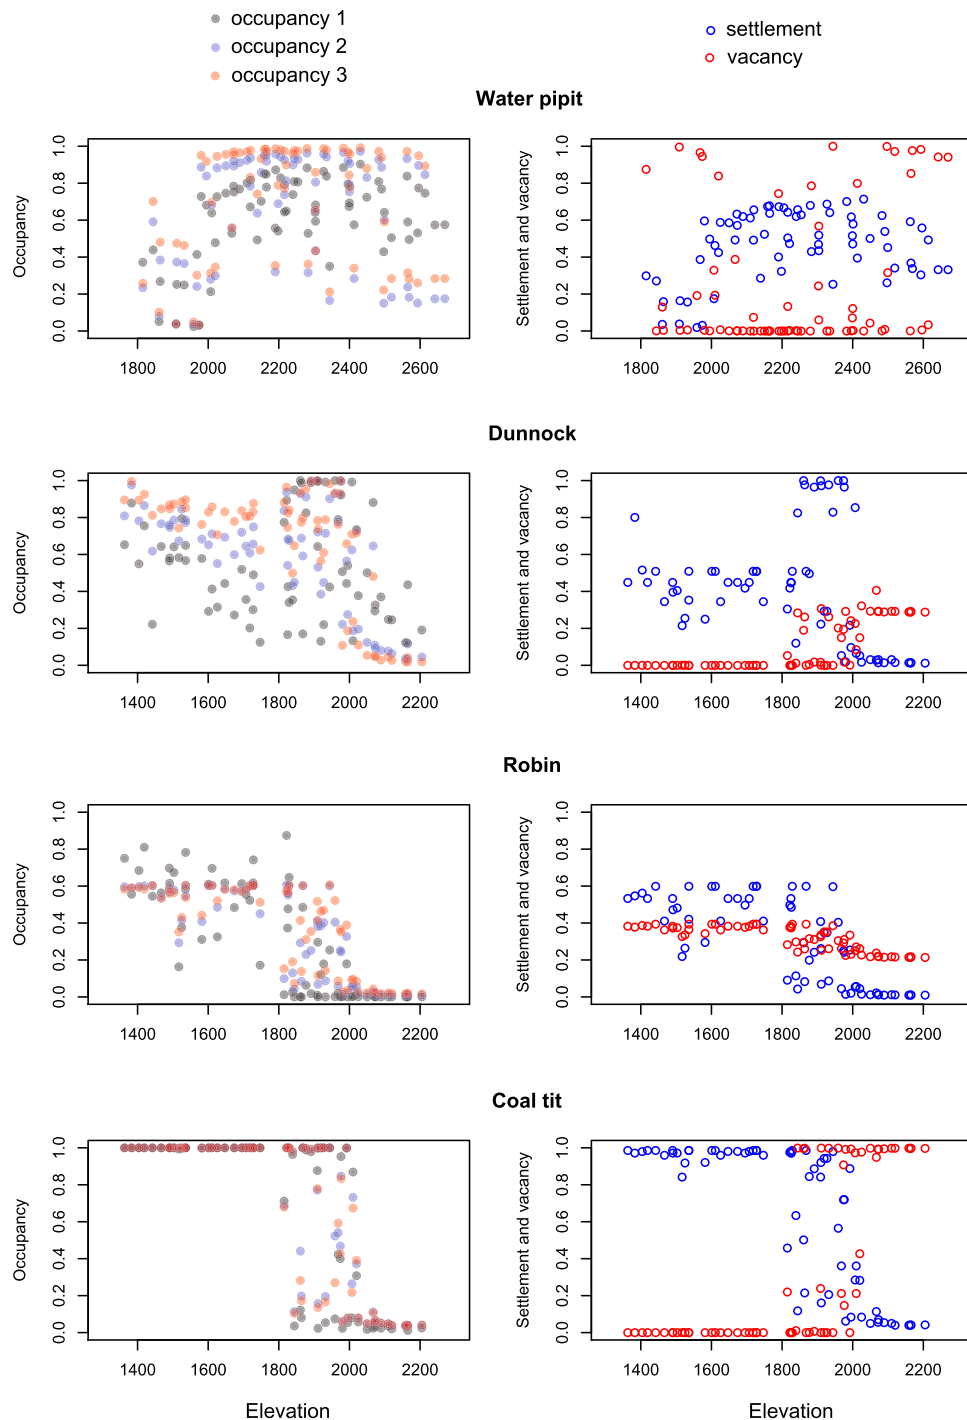 occupancy 1
occupancy 2
occupancy 3
settlement
vacancy
Water pipit
Occupancy
0.0 0.2 0.4 0.6 0.8 1.0
1800 2000 2200 2400 2600
Settlement and vacancy
0.0 0.2 0.4 0.6 0.8 1.0
1800 2000 2200 2400 2600
Dunnock
Occupancy
0.0 0.2 0.4 0.6 0.8 1.0
1400 1600 1800 2000 2200
Settlement and vacancy
0.0 0.2 0.4 0.6 0.8 1.0
1400 1600 1800 2000 2200
Robin
Occupancy
0.0 0.2 0.4 0.6 0.8 1.0
1400 1600 1800 2000 2200
Settlement and vacancy
0.0 0.2 0.4 0.6 0.8 1.0
1400 1600 1800 2000 2200
Coal tit
Occupancy
0.0 0.2 0.4 0.6 0.8 1.0
1400 1600 1800 2000 2200
Elevation
Settlement and vacancy
0.0 0.2 0.4 0.6 0.8 1.0
1400 1600 1800 2000 2200
Elevation